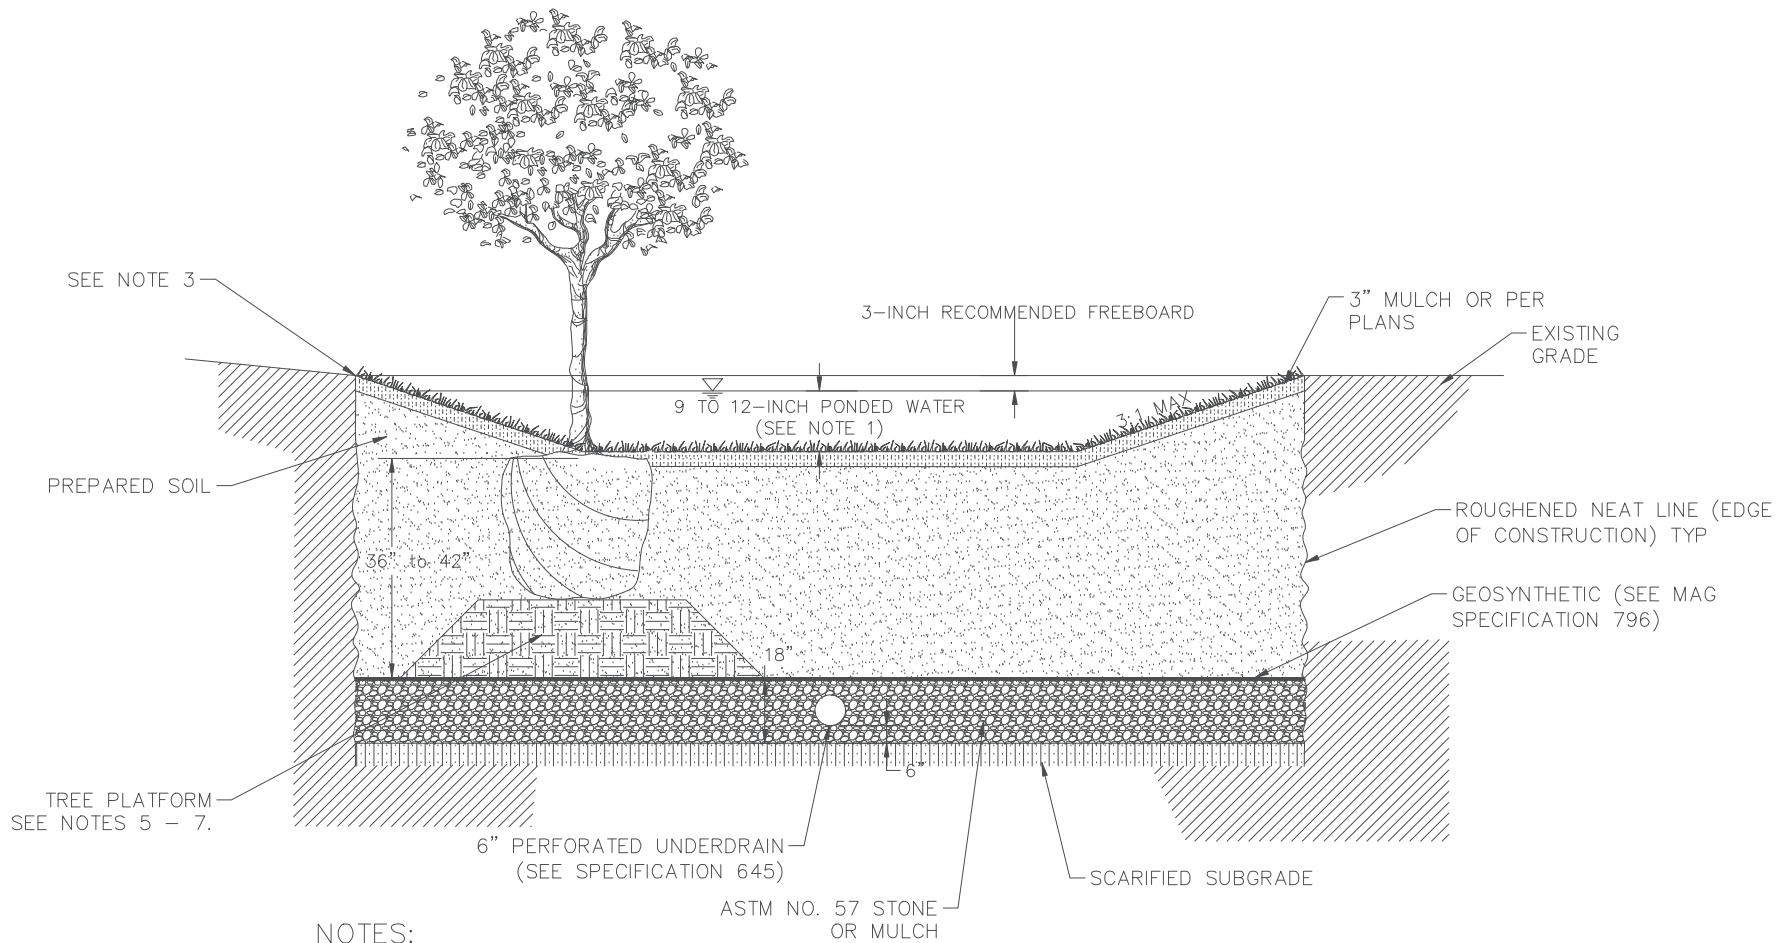 SEE NOTE 3
3-INCH RECOMMENDED FREEBOARD
3" MULCH OR PER
PLANS
EXISTING
GRADE
9 TO 12-INCH PONDED WATER
(SEE NOTE 1)
3:1 MAX
PREPARED SOIL
ROUGHENED NEAT LINE (EDGE
OF CONSTRUCTION) TYP
36" to 42"
GEOSYNTHETIC (SEE MAG
SPECIFICATION 796)
18"
6"
TREE PLATFORM
SEE NOTES 5 – 7.
6" PERFORATED UNDERDRAIN
(SEE SPECIFICATION 645)
SCARIFIED SUBGRADE
ASTM NO. 57 STONE
OR MULCH
NOTES: